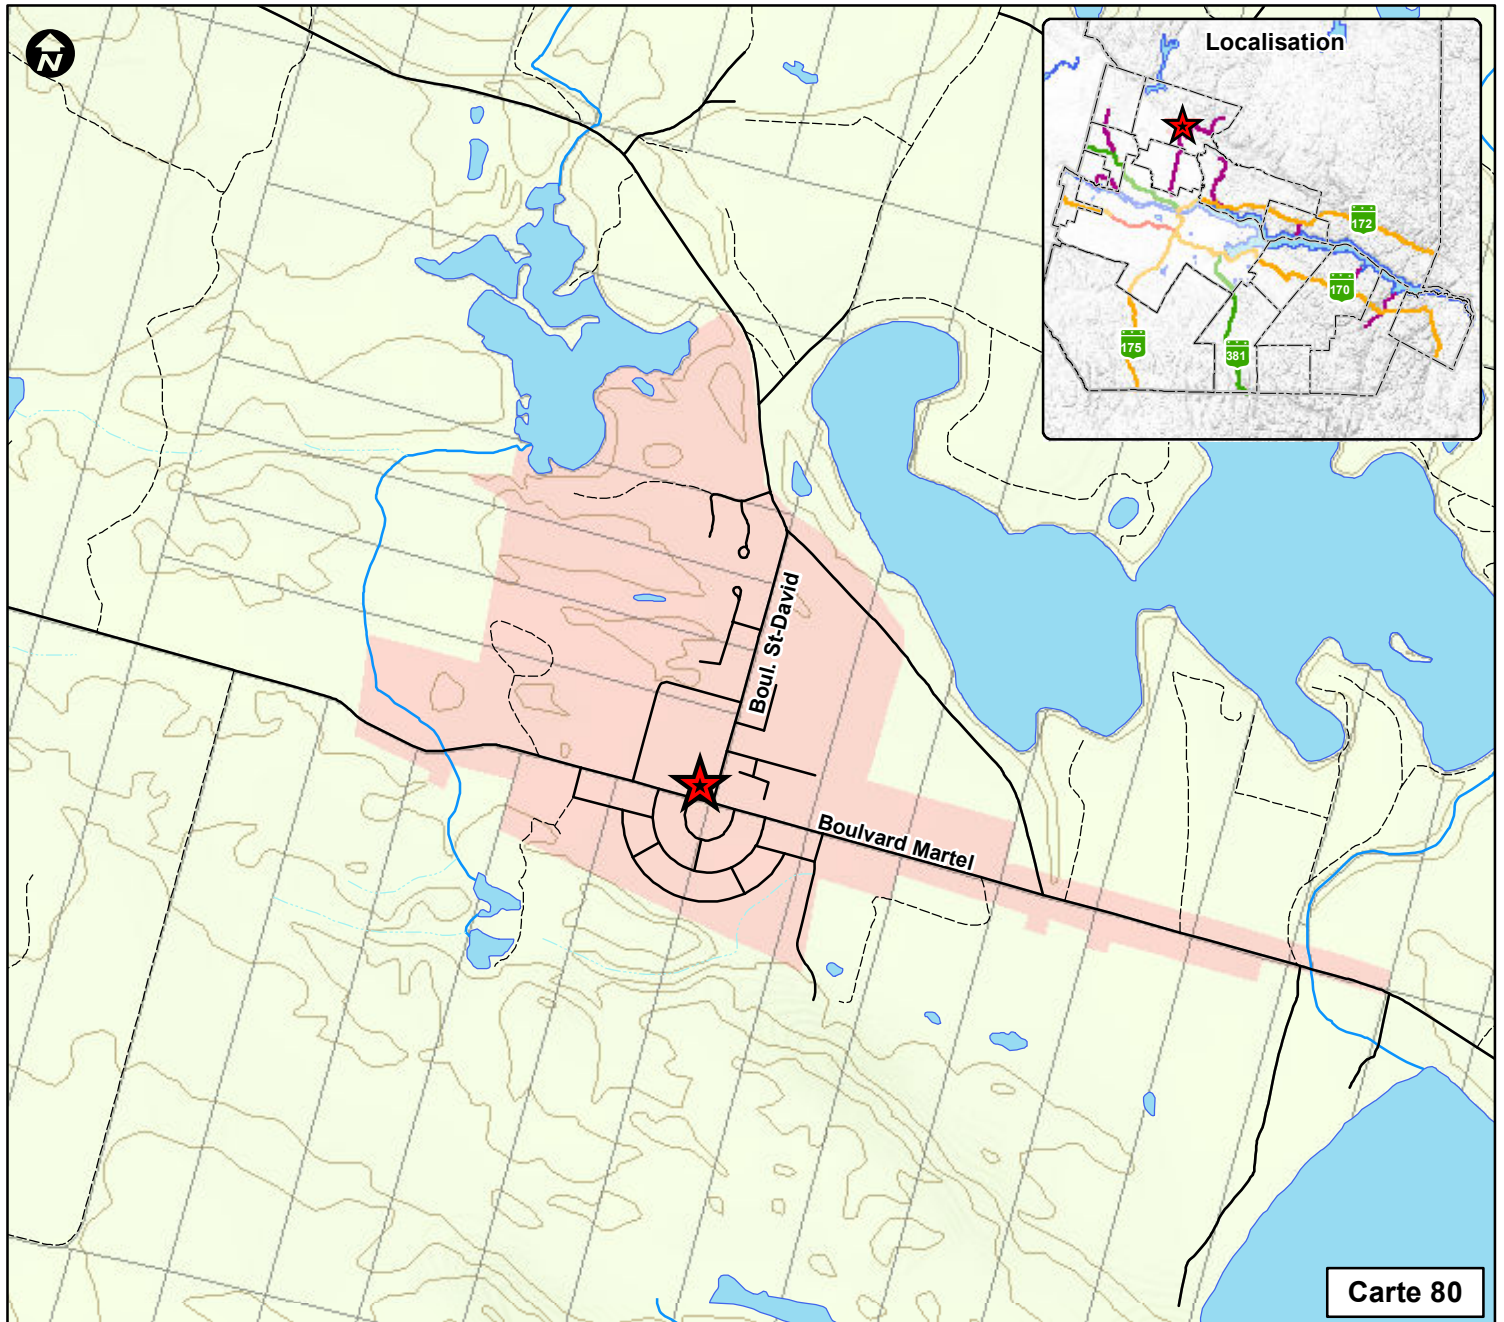 N
Localisation
172
170
175
381
Boul. St-David
Boulvard Martel
Carte 80